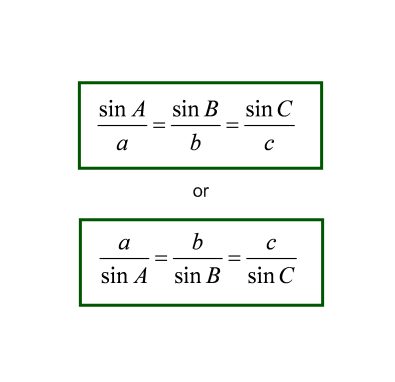 sin A / a = sin B / b = sin C / c
or
a / sin A = b / sin B = c / sin C